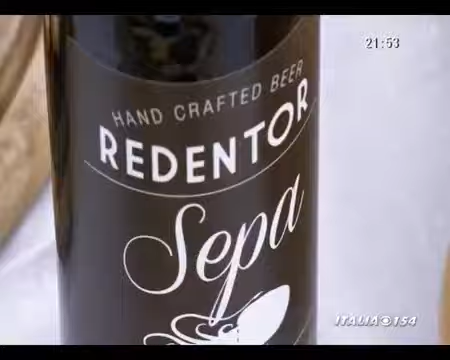 21:53
HAND CRAFTED BEER
REDENTOR
Sepa
ITALIA 154